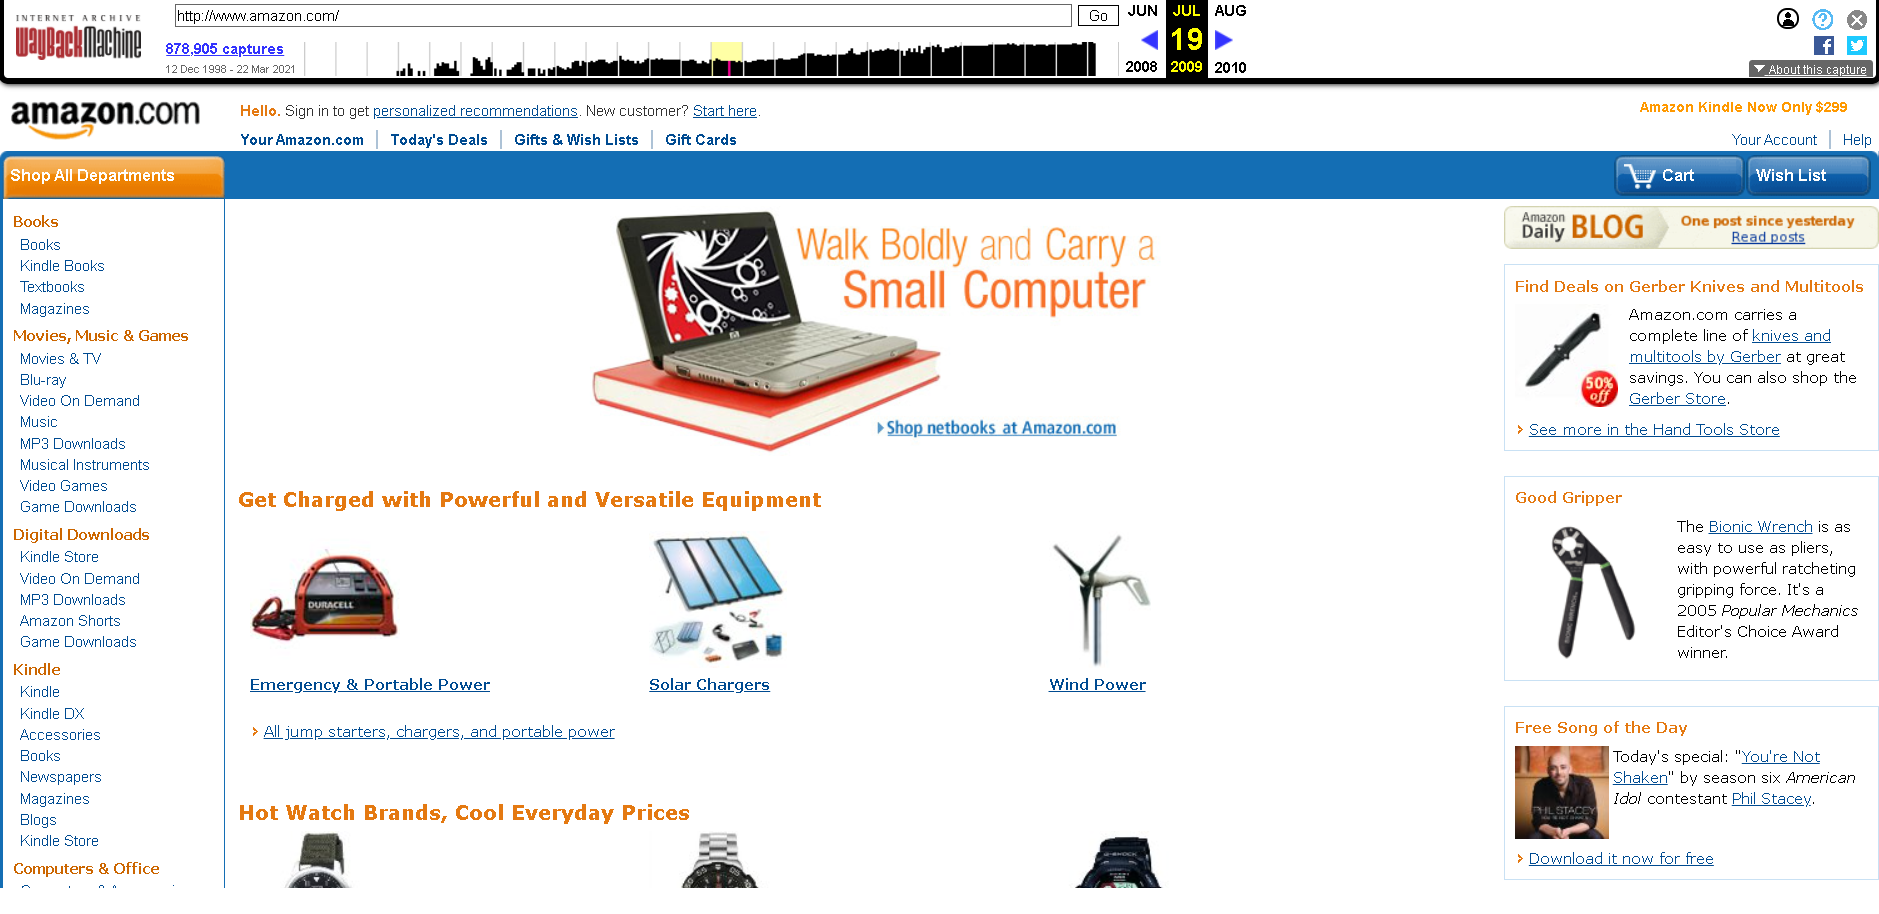 INTERNET ARCHIVE
WayBackMachine
http://www.amazon.com/
Go
JUN
JUL
AUG
878,905 captures
19
12 Dec 1998 - 22 Mar 2021
2008
2009
2010
About this capture
amazon.com
Hello. Sign in to get personalized recommendations. New customer? Start here.
Amazon Kindle Now Only $299
Your Amazon.com
Today's Deals
Gifts & Wish Lists
Gift Cards
Your Account
Help
Shop All Departments
Cart
Wish List
Books
Books
Kindle Books
Textbooks
Magazines
Movies, Music & Games
Movies & TV
Blu-ray
Video On Demand
Music
MP3 Downloads
Musical Instruments
Video Games
Game Downloads
Digital Downloads
Kindle Store
Video On Demand
MP3 Downloads
Amazon Shorts
Game Downloads
Kindle
Kindle
Kindle DX
Accessories
Books
Newspapers
Magazines
Blogs
Kindle Store
Computers & Office
Walk Boldly and Carry a
Small Computer
Shop netbooks at Amazon.com
Get Charged with Powerful and Versatile Equipment
DURACELL
Emergency & Portable Power
Solar Chargers
Wind Power
All jump starters, chargers, and portable power
Hot Watch Brands, Cool Everyday Prices
G-SHOCK
Amazon
Daily BLOG
One post since yesterday
Read posts
Find Deals on Gerber Knives and Multitools
Amazon.com carries a
complete line of knives and
multitools by Gerber at great
savings. You can also shop the
Gerber Store.
50%
off
See more in the Hand Tools Store
Good Gripper
The Bionic Wrench is as
easy to use as pliers,
with powerful ratcheting
gripping force. It's a
2005 Popular Mechanics
Editor's Choice Award
winner.
BIONIC WRENCH
Free Song of the Day
Today's special: "You're Not
Shaken" by season six American
Idol contestant Phil Stacey.
PHIL STACEY
Download it now for free